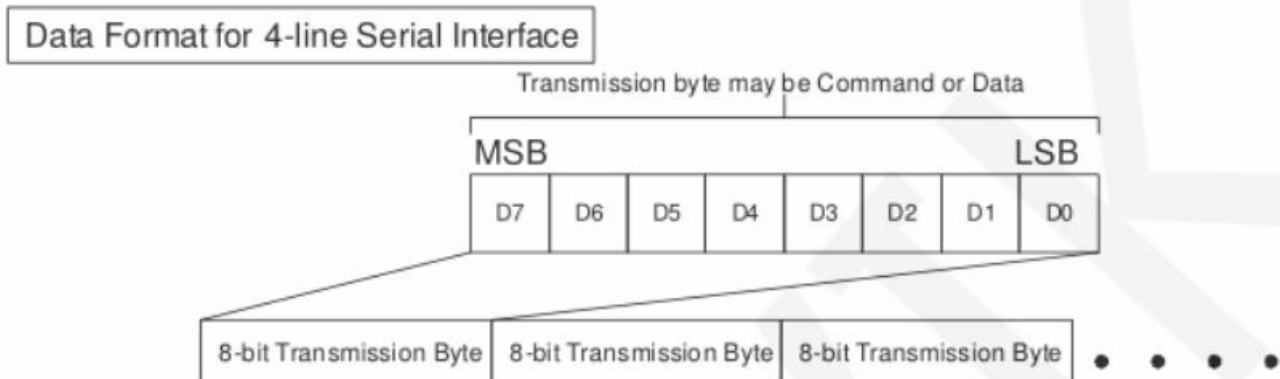 Data Format for 4-line Serial Interface
Transmission byte may be Command or Data
MSB LSB
D7 D6 D5 D4 D3 D2 D1 D0
8-bit Transmission Byte 8-bit Transmission Byte 8-bit Transmission Byte